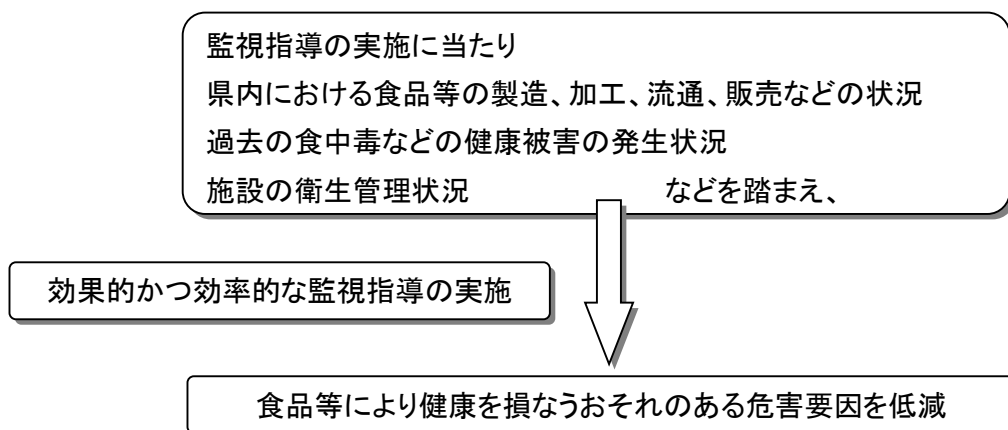 監視指導の実施に当たり
県内における食品等の製造、加工、流通、販売などの状況
過去の食中毒などの健康被害の発生状況
施設の衛生管理状況　　　　　　　などを踏まえ、
効果的かつ効率的な監視指導の実施
食品等により健康を損なうおそれのある危害要因を低減